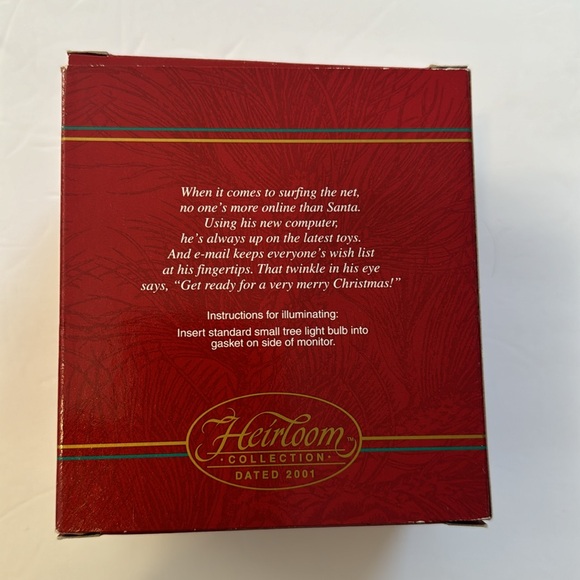 When it comes to surfing the net,
no one's more online than Santa.
Using his new computer,
he's always up on the latest toys.
And e-mail keeps everyone's wish list
at his fingertips. That twinkle in his eye
says, “Get ready for a very merry Christmas!”
Instructions for illuminating:
Insert standard small tree light bulb into
gasket on side of monitor.
Heirloom™
· COLLECTION ·
DATED 2001